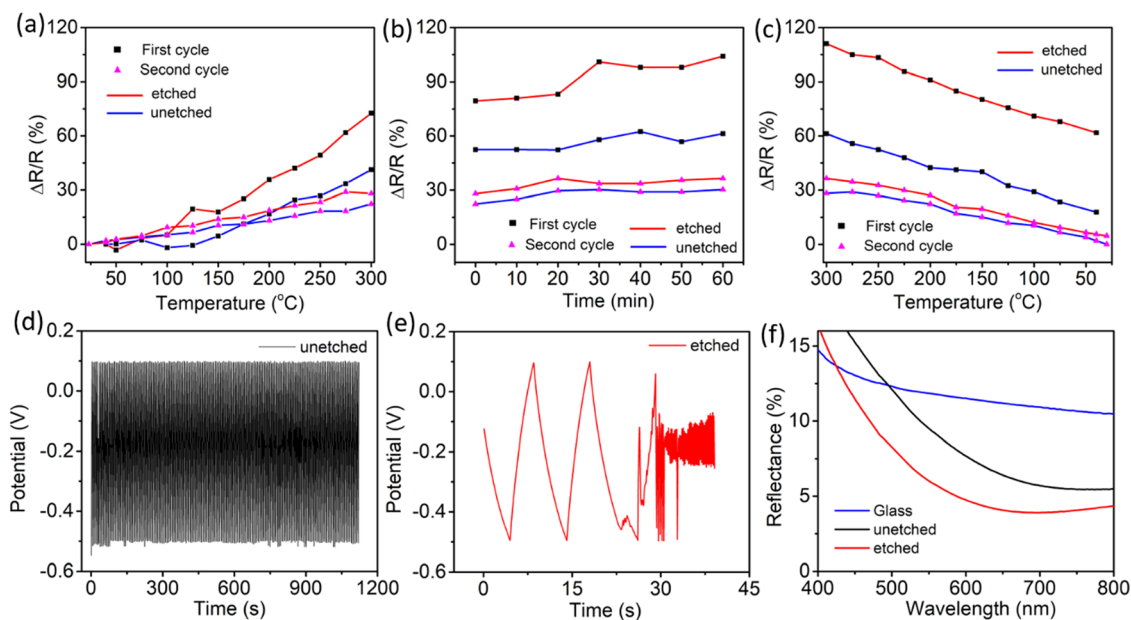 (a)
120
90
60
30
0
ΔR/R (%)
First cycle
Second cycle
etched
unetched
50 100 150 200 250 300
Temperature (°C)
(b)
120
90
60
30
0
ΔR/R (%)
First cycle
Second cycle
etched
unetched
0 10 20 30 40 50 60
Time (min)
(c)
120
90
60
30
0
ΔR/R (%)
etched
unetched
First cycle
Second cycle
300 250 200 150 100 50
Temperature (°C)
(d)
0.2
0.0
-0.2
-0.4
-0.6
Potential (V)
unetched
0 300 600 900 1200
Time (s)
(e)
0.2
0.0
-0.2
-0.4
-0.6
Potential (V)
etched
0 15 30 45
Time (s)
(f)
15
10
5
0
Reflectance (%)
Glass
unetched
etched
400 500 600 700 800
Wavelength (nm)